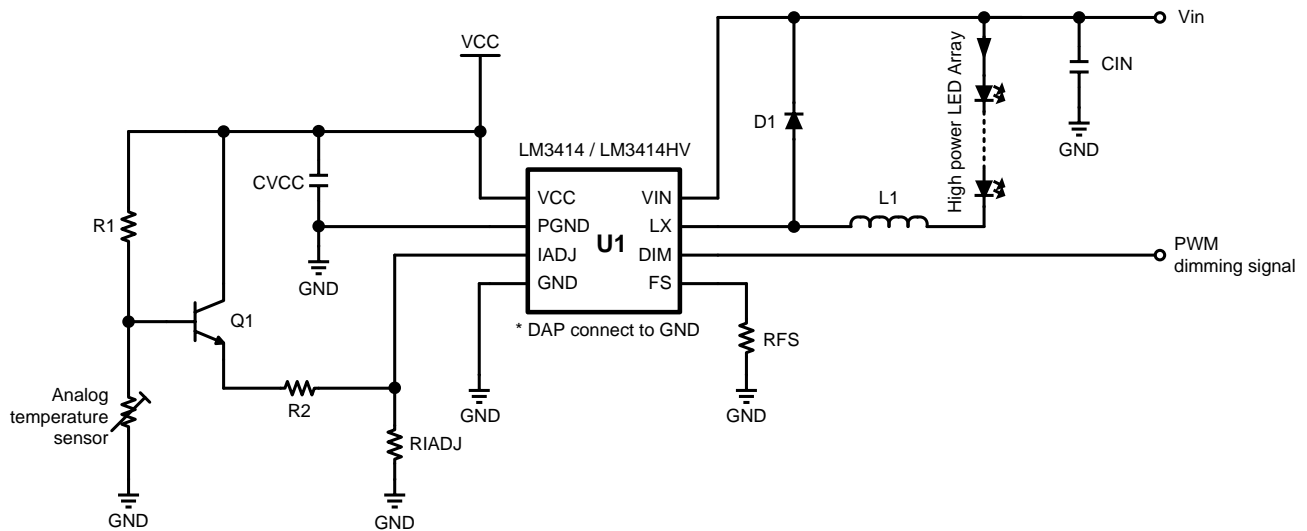 Vin
VCC
CIN
High power LED Array
D1
GND
LM3414 / LM3414HV
CVCC
VCC
VIN
L1
R1
PGND
LX
U1
PWM
dimming signal
IADJ
DIM
GND
GND
FS
Q1
* DAP connect to GND
RFS
Analog
temperature
sensor
R2
GND
GND
RIADJ
GND
GND